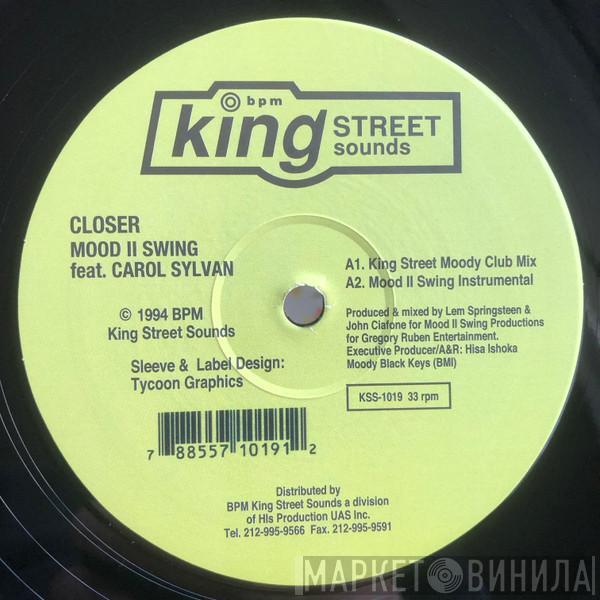 bpm
king STREET
sounds
CLOSER
MOOD II SWING
feat. CAROL SYLVAN
© 1994 BPM
King Street Sounds
Sleeve & Label Design:
Tycoon Graphics
A1. King Street Moody Club Mix
A2. Mood II Swing Instrumental
Produced & mixed by Lem Springsteen &
John Ciafone for Mood II Swing Productions
for Gregory Ruben Entertainment.
Executive Producer/A&R: Hisa Ishoka
Moody Black Keys (BMI)
KSS-1019 33 rpm
7 88557 10191 2
Distributed by
BPM King Street Sounds a division
of HIs Production UAS Inc.
Tel. 212-995-9566 Fax. 212-995-9591
МАРКЕТ ВИНИЛА